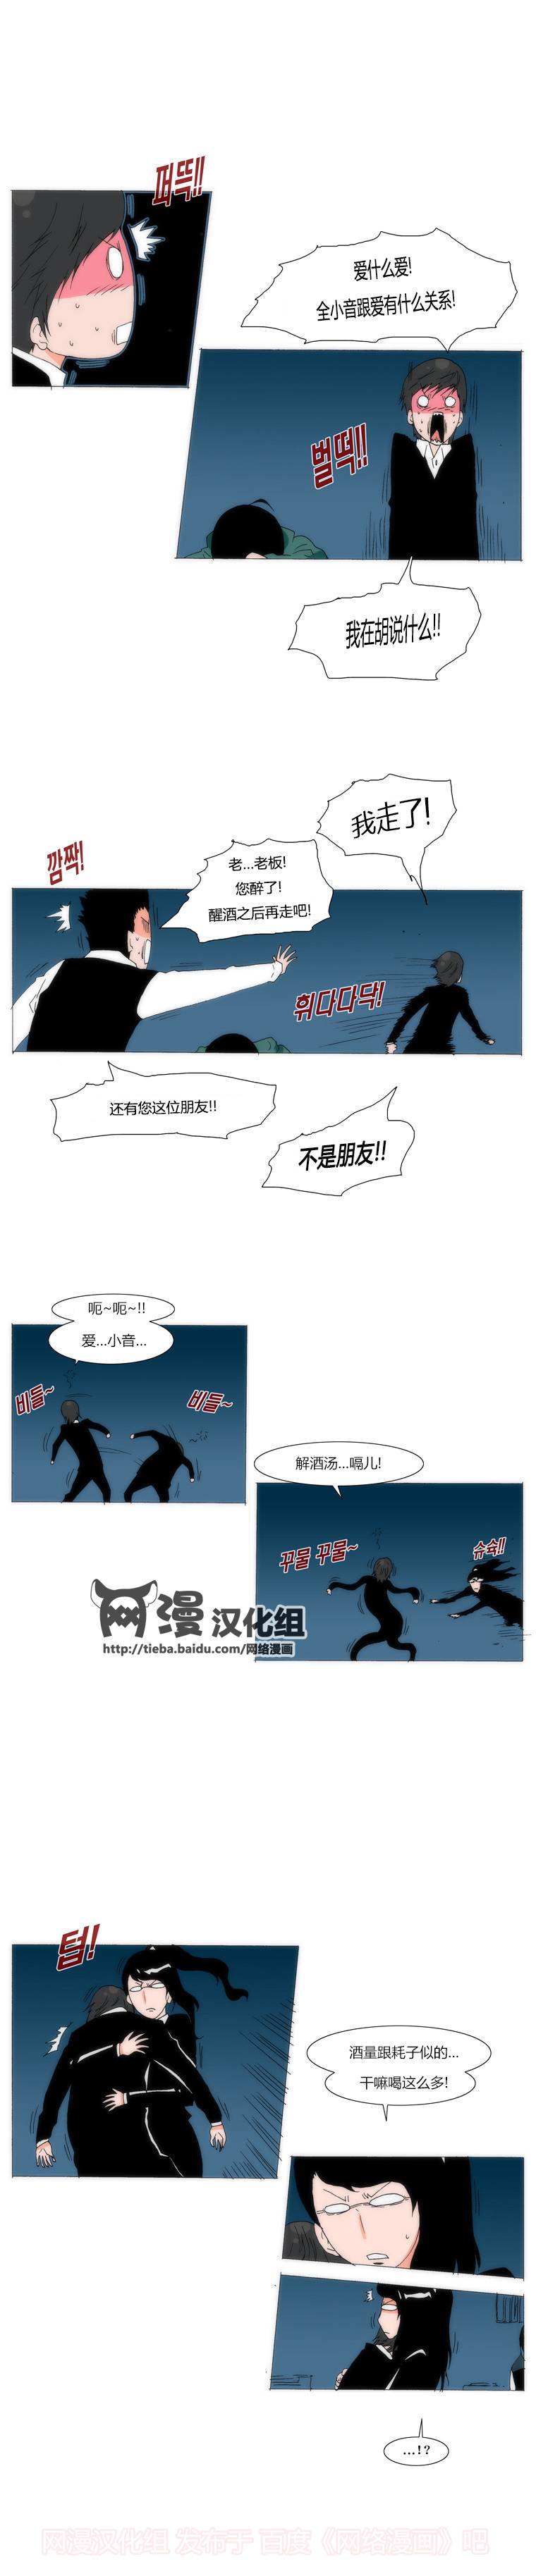 퍼뜩!!
爱什么爱!
全小音跟爱有什么关系!
벌떡!!
我在胡说什么!!
我走了!
깜짝!
老...老板!
您醉了!
醒酒之后再走吧!
휘다다닥!
还有您这位朋友!!
不是朋友!!
呃~呃~!!
爱...小音...
비틀~
비틀~
解酒汤...嗝儿!
꾸물 꾸물~
슈슉!!
网漫汉化组
http://tieba.baidu.com/网络漫画
텁!
酒量跟耗子似的...
干嘛喝这么多!
...!?
网漫汉化组 发布于 百度《网络漫画》吧